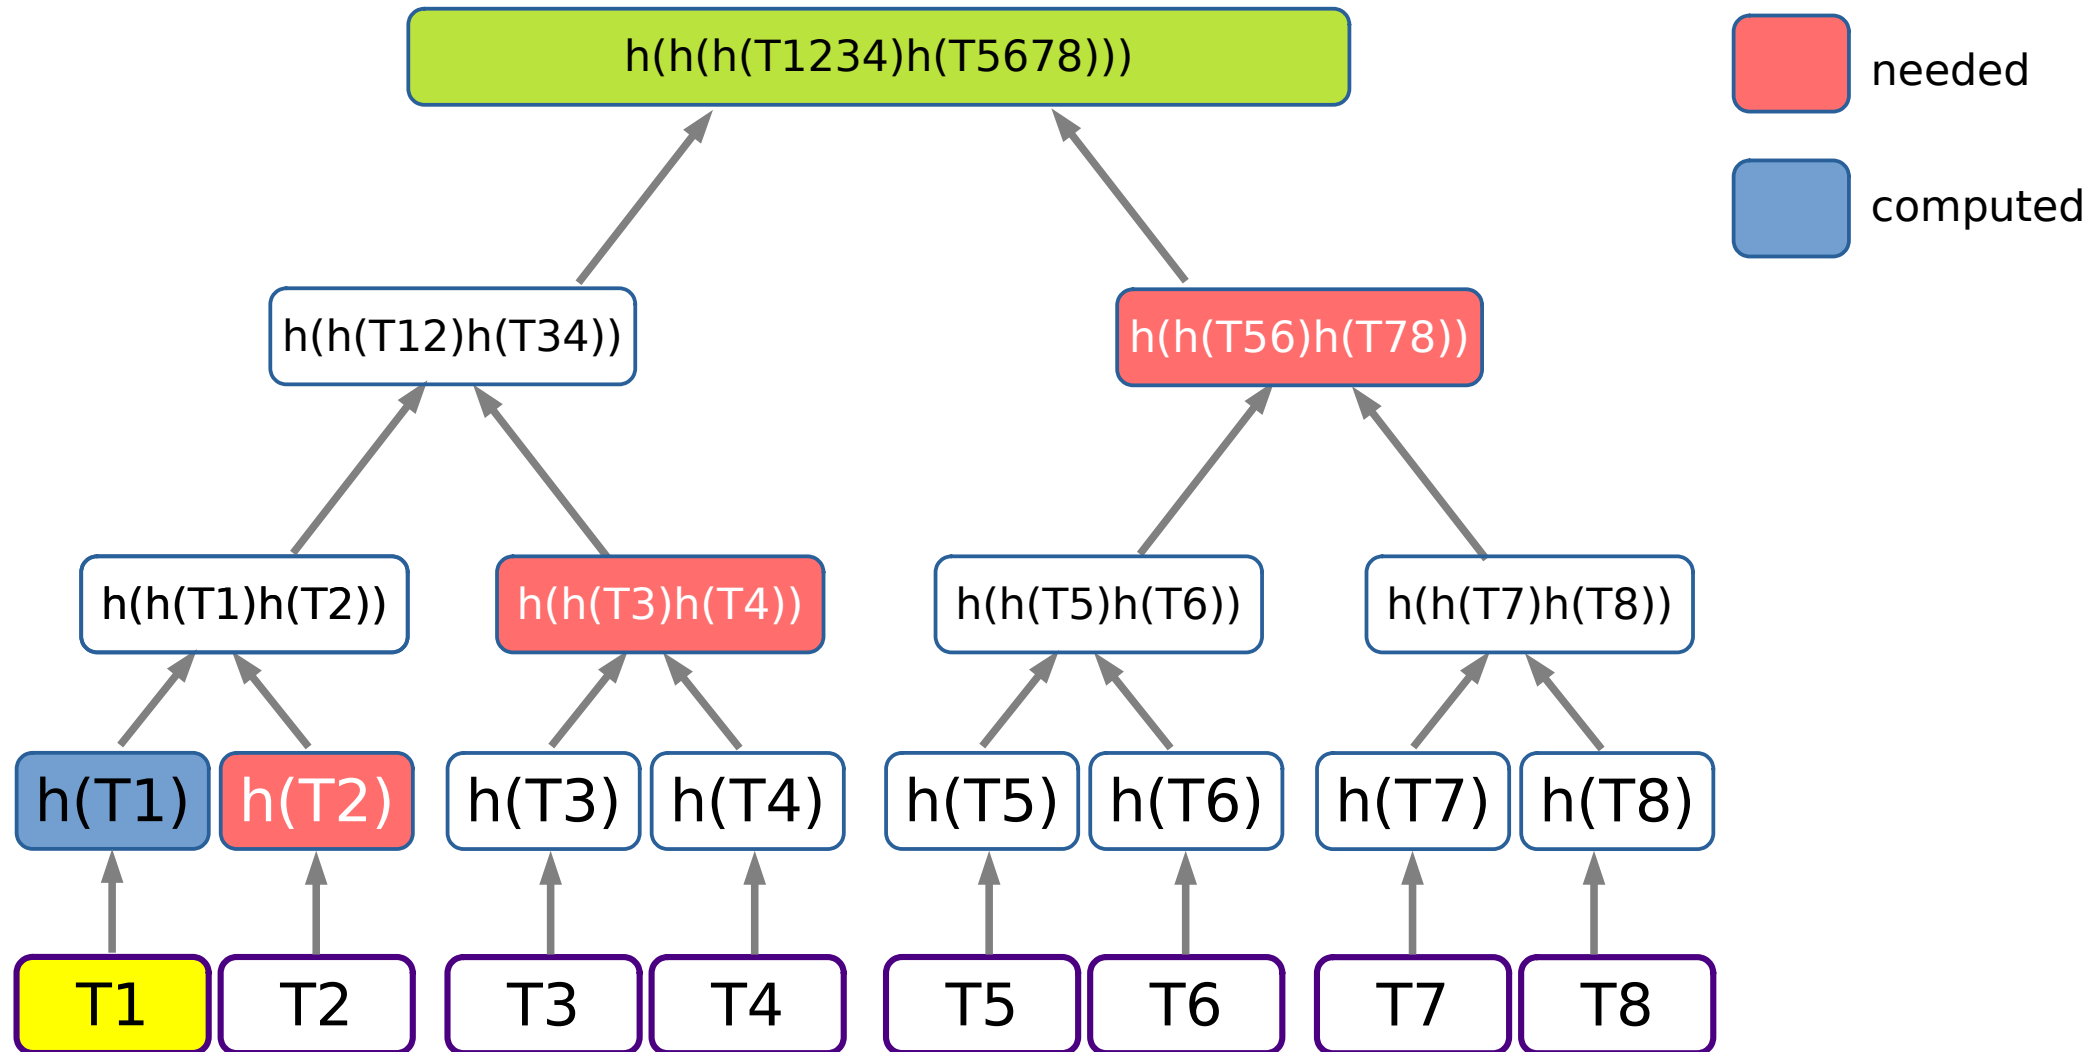 h(h(h(T1234)h(T5678)))
needed
computed
h(h(T12)h(T34))
h(h(T56)h(T78))
h(h(T1)h(T2))
h(h(T3)h(T4))
h(h(T5)h(T6))
h(h(T7)h(T8))
h(T1)
h(T2)
h(T3)
h(T4)
h(T5)
h(T6)
h(T7)
h(T8)
T1
T2
T3
T4
T5
T6
T7
T8